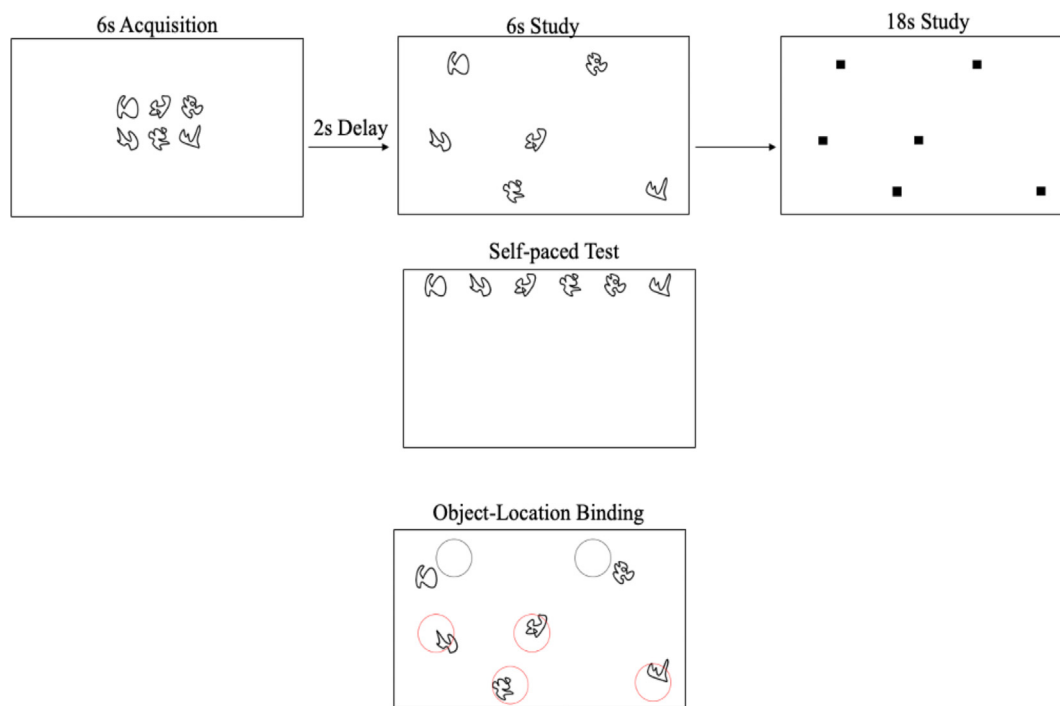 6s Acquisition
6s Study
18s Study
2s Delay
Self-paced Test
Object-Location Binding